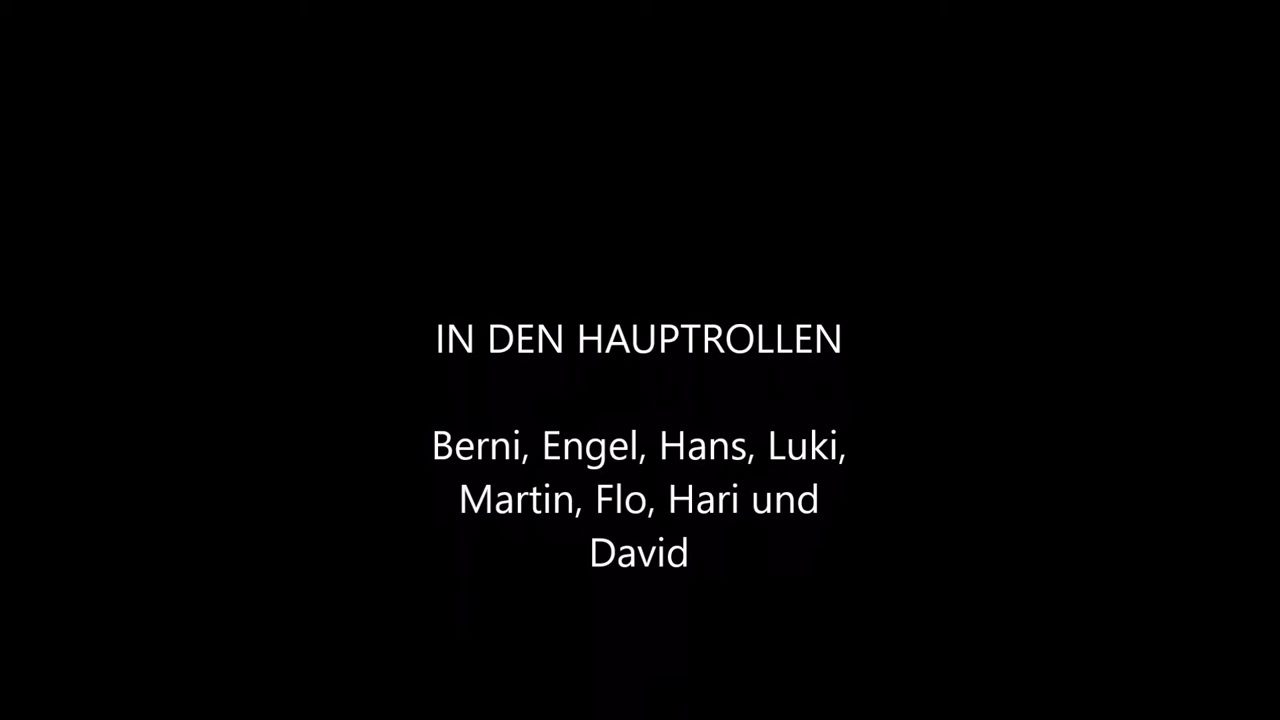 IN DEN HAUPTROLLEN
Berni, Engel, Hans, Luki,
Martin, Flo, Hari und
David